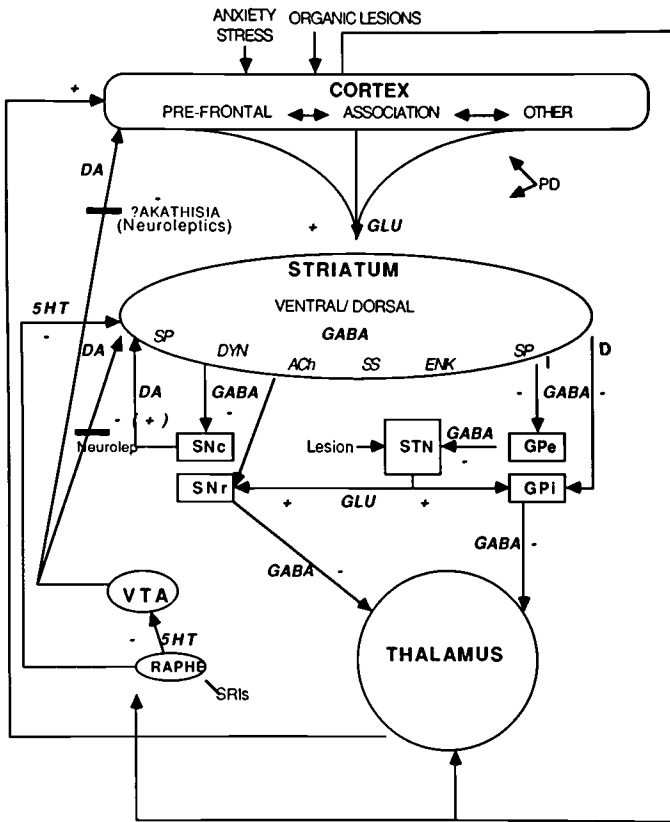 ANXIETY
STRESS
ORGANIC LESIONS
+
CORTEX
PRE-FRONTAL
ASSOCIATION
OTHER
DA
-
?AKATHISIA
(Neuroleptics)
PD
+
GLU
STRIATUM
VENTRAL/ DORSAL
GABA
5HT
-
SP
DYN
ACh
SS
ENK
SP
I
D
DA
DA
GABA
-
- GABA -
- (+)
Neurolep
SNc
Lesion
STN
GABA
-
GPe
SNr
+ GLU +
GPi
GABA -
GABA -
VTA
- 5HT
THALAMUS
RAPHE
SRIs